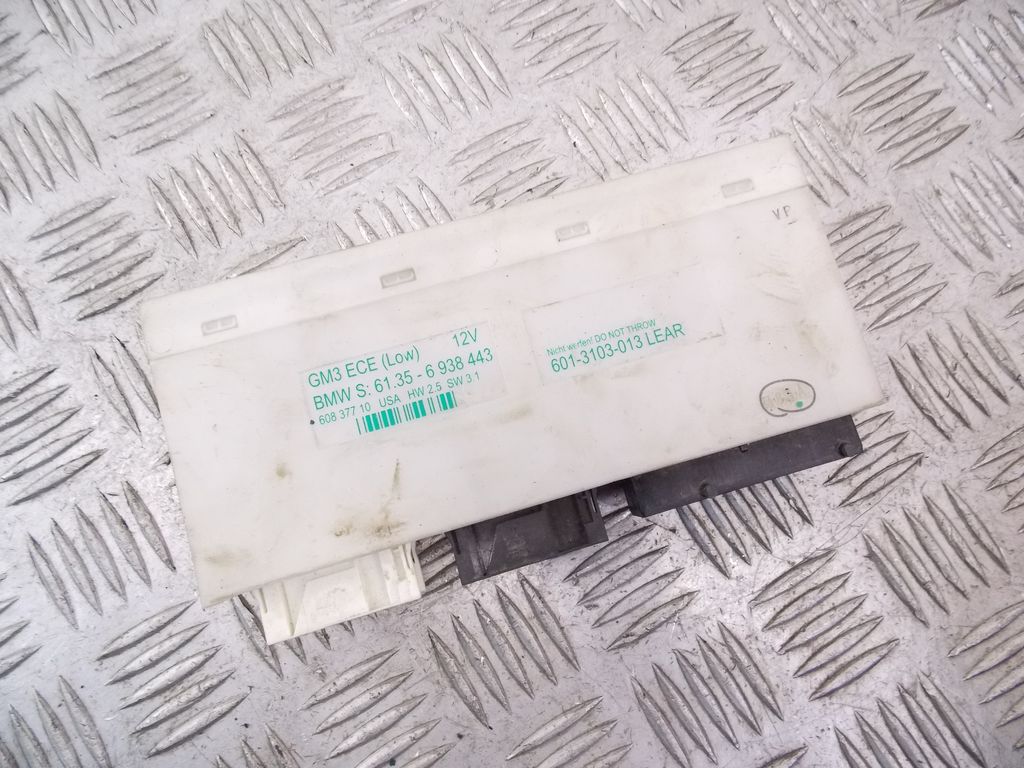 GM3 ECE (Low) 12V
BMW S: 61.35 - 6 938 443
608 377 10 USA HW 2.5 SW 3.1
Nicht werfen/ DO NOT THROW
601-3103-013 LEAR